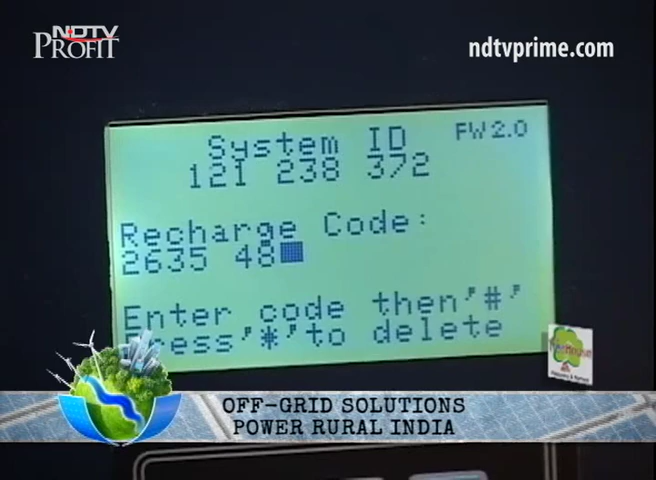 NDTV
PROFIT
ndtvprime.com
System ID
FW2.0
121 238 372
Recharge Code:
2635 48
Enter code then'#'
Press'*'to delete
OFF-GRID SOLUTIONS
POWER RURAL INDIA